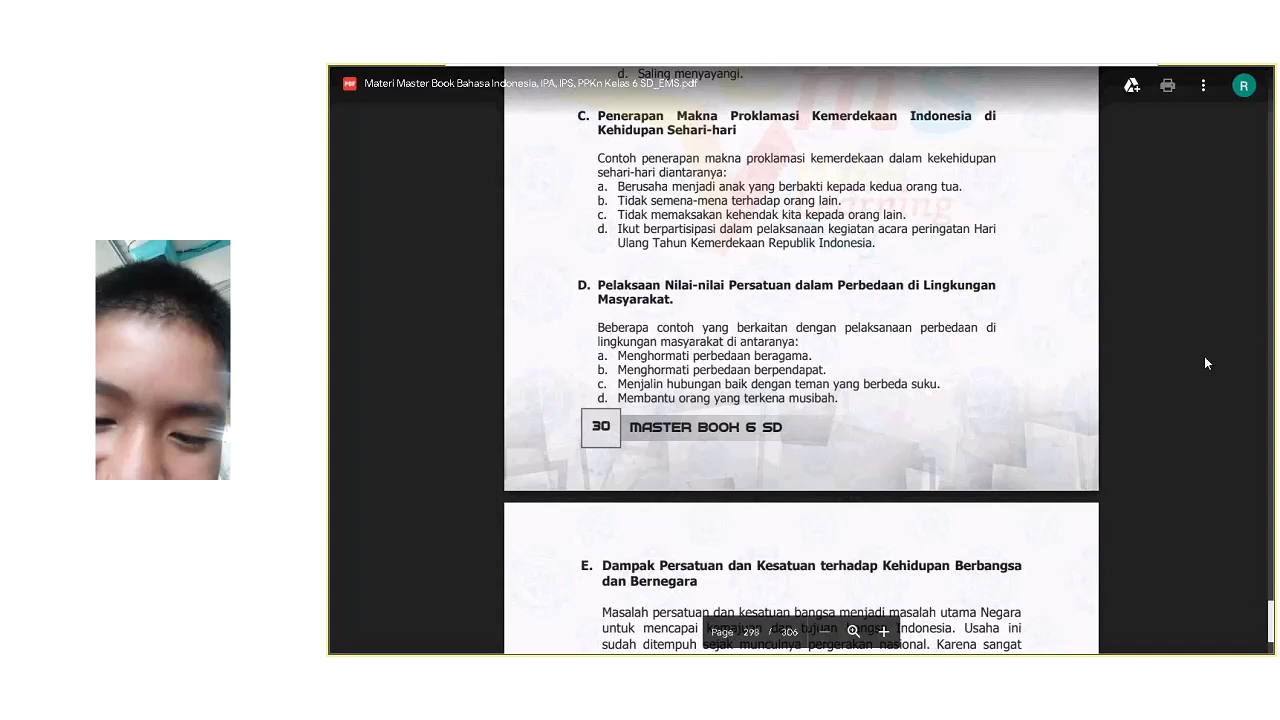 Materi Master Book Bahasa Indonesia, IPA, IPS, PPKn Kelas 6 SD_EMS.pdf
R
d. Saling menyayangi.
C. Penerapan Makna Proklamasi Kemerdekaan Indonesia di
Kehidupan Sehari-hari
Contoh penerapan makna proklamasi kemerdekaan dalam kekehidupan
sehari-hari diantaranya:
a. Berusaha menjadi anak yang berbakti kepada kedua orang tua.
b. Tidak semena-mena terhadap orang lain.
c. Tidak memaksakan kehendak kita kepada orang lain.
d. Ikut berpartisipasi dalam pelaksanaan kegiatan acara peringatan Hari
Ulang Tahun Kemerdekaan Republik Indonesia.
D. Pelaksaan Nilai-nilai Persatuan dalam Perbedaan di Lingkungan
Masyarakat.
Beberapa contoh yang berkaitan dengan pelaksanaan perbedaan di
lingkungan masyarakat di antaranya:
a. Menghormati perbedaan beragama.
b. Menghormati perbedaan berpendapat.
c. Menjalin hubungan baik dengan teman yang berbeda suku.
d. Membantu orang yang terkena musibah.
30 MASTER BOOK 6 SD
E. Dampak Persatuan dan Kesatuan terhadap Kehidupan Berbangsa
dan Bernegara
Masalah persatuan dan kesatuan bangsa menjadi masalah utama Negara
untuk mencapai kemajuan dan tujuan bangsa Indonesia. Usaha ini
sudah ditempuh sejak munculnya pergerakan nasional. Karena sangat
Page 298 / 306